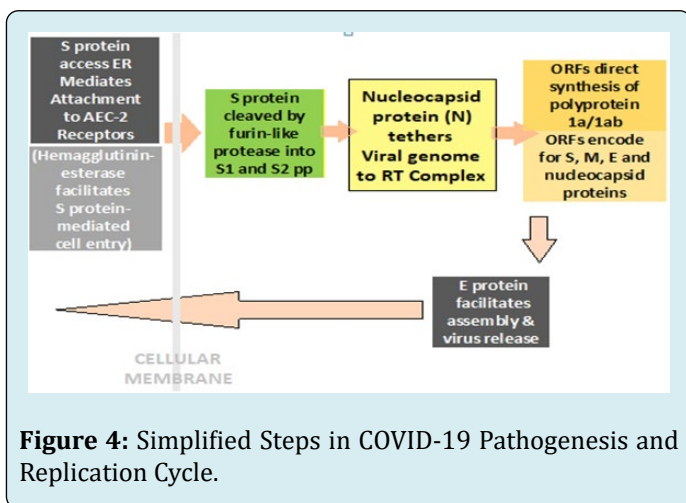 S protein
access ER
Mediates
Attachment
to AEC-2
Receptors
(Hemagglutinin-
esterase facilitates
S protein-
mediated
cell entry)
S protein
cleaved by
furin-like
protease into
S1 and S2 pp
Nucleocapsid
protein (N)
tethers
Viral genome
to RT Complex
ORFs direct
synthesis of
polyprotein
1a/1ab
ORFs encode
for S, M, E and
nudeocapsid
proteins
E protein
facilitates
assembly &
virus release
CELLULAR
MEMBRANE
Figure 4: Simplified Steps in COVID-19 Pathogenesis and
Replication Cycle.